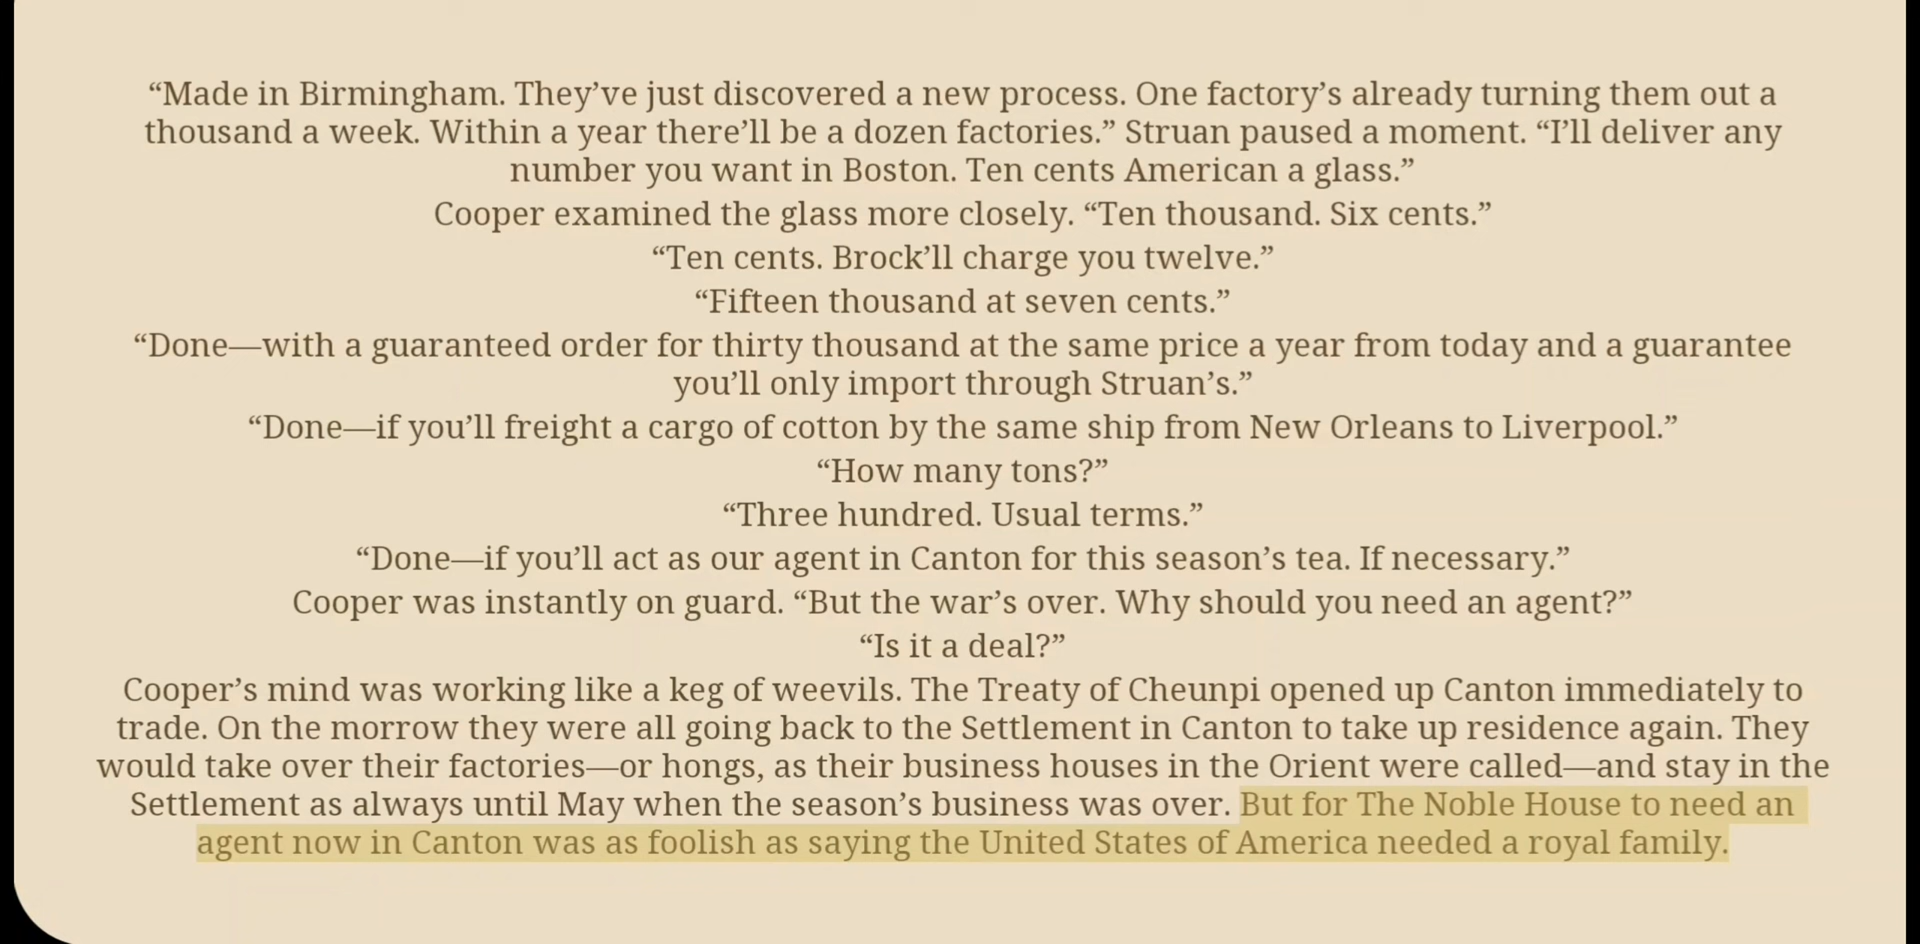 “Made in Birmingham. They’ve just discovered a new process. One factory’s already turning them out a
thousand a week. Within a year there’ll be a dozen factories.” Struan paused a moment. “I’ll deliver any
number you want in Boston. Ten cents American a glass.”
Cooper examined the glass more closely. “Ten thousand. Six cents.”
“Ten cents. Brock’ll charge you twelve.”
“Fifteen thousand at seven cents.”
“Done—with a guaranteed order for thirty thousand at the same price a year from today and a guarantee
you’ll only import through Struan’s.”
“Done—if you’ll freight a cargo of cotton by the same ship from New Orleans to Liverpool.”
“How many tons?”
“Three hundred. Usual terms.”
“Done—if you’ll act as our agent in Canton for this season’s tea. If necessary.”
Cooper was instantly on guard. “But the war’s over. Why should you need an agent?”
“Is it a deal?”
Cooper’s mind was working like a keg of weevils. The Treaty of Cheunpi opened up Canton immediately to
trade. On the morrow they were all going back to the Settlement in Canton to take up residence again. They
would take over their factories—or hongs, as their business houses in the Orient were called—and stay in the
Settlement as always until May when the season’s business was over. But for The Noble House to need an
agent now in Canton was as foolish as saying the United States of America needed a royal family.